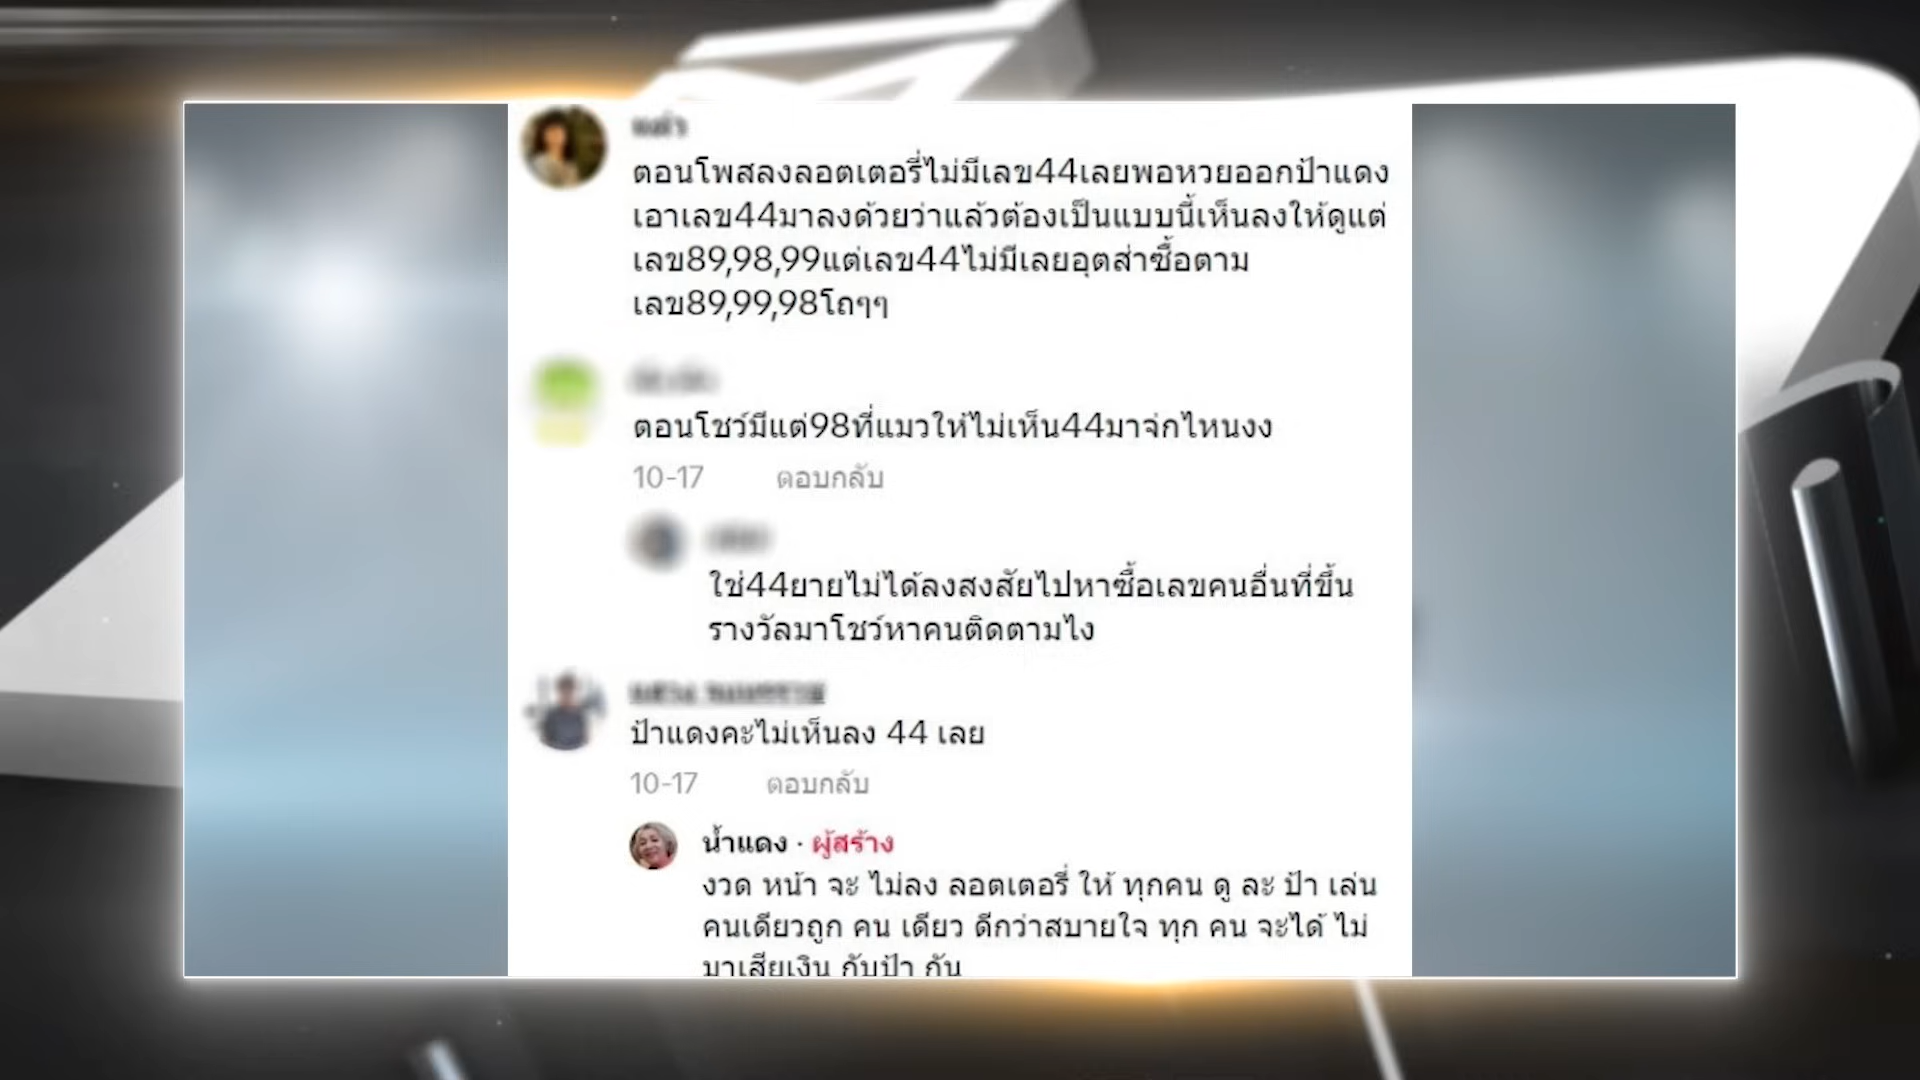 ตอนโพสลงลอตเตอรี่ไม่มีเลข44เลยพอหวยออกป้าแดง
เอาเลข44มาลงด้วยว่าแล้วต้องเป็นแบบนี้เห็นลงให้ดูแต่
เลข89,98,99แต่เลข44ไม่มีเลยอุตส่าซื้อตาม
เลข89,99,98โถๆๆ
ตอนโชว์มีแต่98ที่แมวให้ไม่เห็น44มาจ่กไหนงง
10-17 ตอบกลับ
ใช่44ยายไม่ได้ลงสงสัยไปหาซื้อเลขคนอื่นที่ขึ้น
รางวัลมาโชว์หาคนติดตามไง
ป้าแดงคะไม่เห็นลง 44 เลย
10-17 ตอบกลับ
น้ำแดง · ผู้สร้าง
งวด หน้า จะ ไม่ลง ลอตเตอรี่ ให้ ทุกคน ดู ละ ป้า เล่น
คนเดียวถูก คน เดียว ดีกว่าสบายใจ ทุก คน จะได้ ไม่
มาเสียเงิน กับป้า กัน